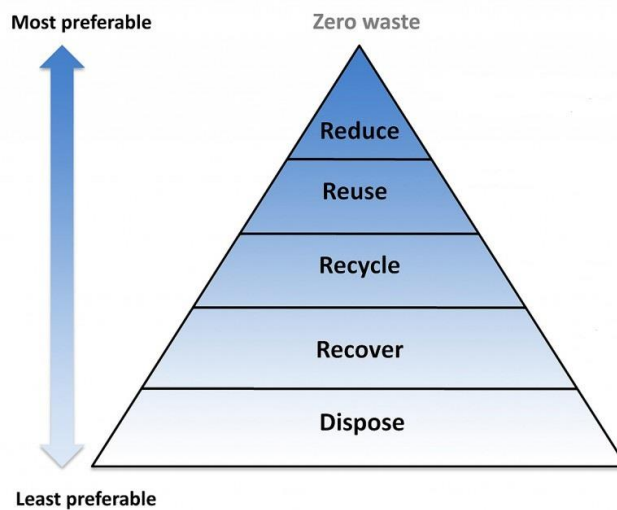 Most preferable
Zero waste
Reduce
Reuse
Recycle
Recover
Dispose
Least preferable